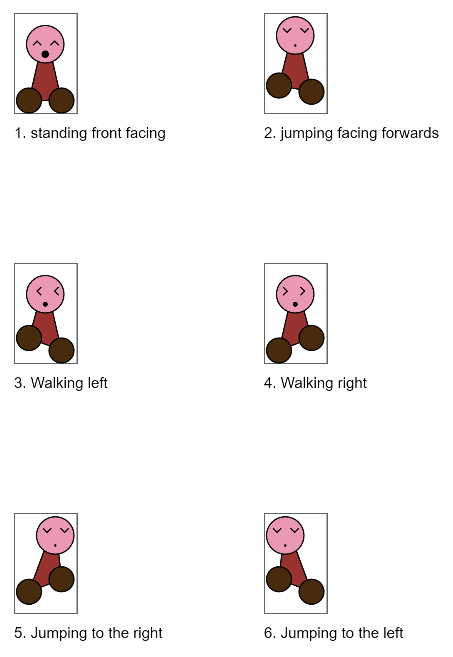 1. standing front facing
2. jumping facing forwards
3. Walking left
4. Walking right
5. Jumping to the right
6. Jumping to the left